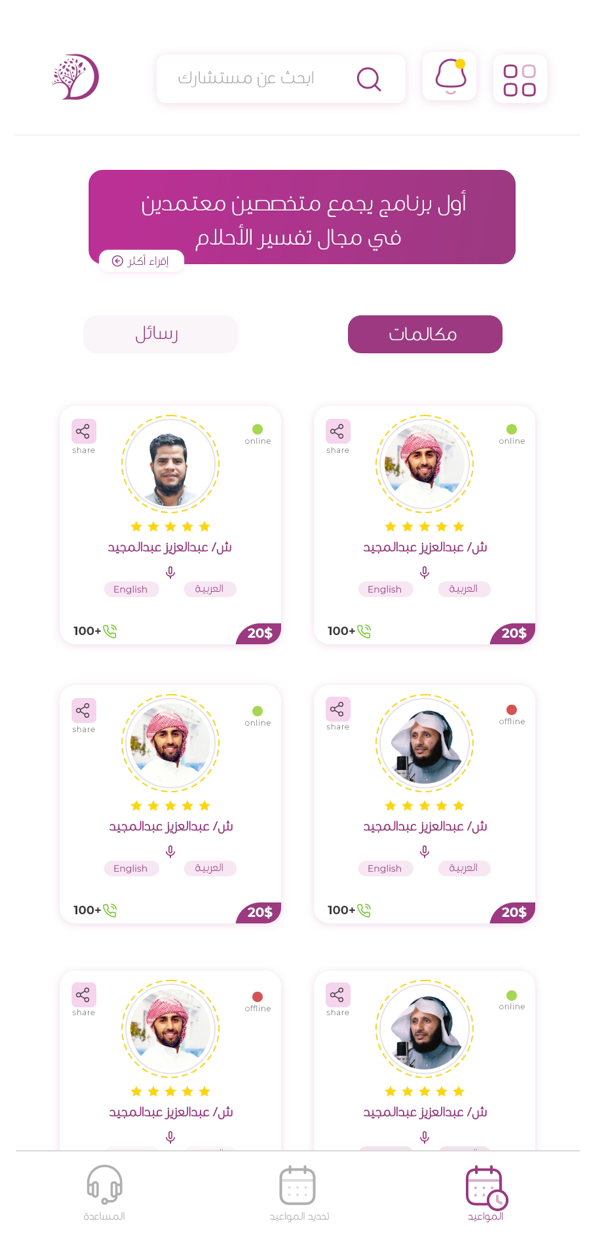 ابحث عن مستشارك
أول برنامج يجمع متخصصين معتمدين
في مجال تفسير الأحلام
إقراء أكثر
مكالمات
رسائل
share
online
ش/ عبدالعزيز عبدالمجيد
English
العربية
100+
20$
share
online
ش/ عبدالعزيز عبدالمجيد
English
العربية
100+
20$
share
offline
ش/ عبدالعزيز عبدالمجيد
English
العربية
100+
20$
share
online
ش/ عبدالعزيز عبدالمجيد
English
العربية
100+
20$
share
online
ش/ عبدالعزيز عبدالمجيد
share
offline
ش/ عبدالعزيز عبدالمجيد
المواعيد
تحديد المواعيد
المساعدة